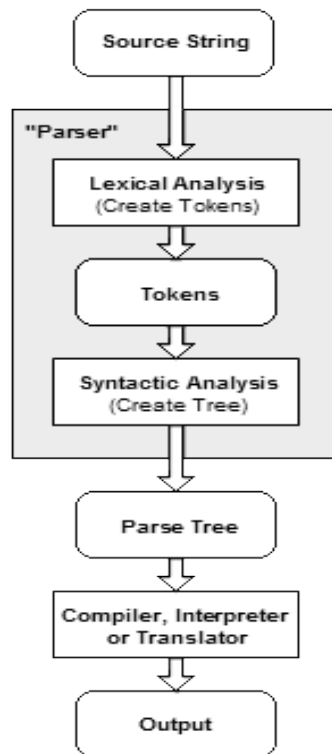 Source String
"Parser"
Lexical Analysis
(Create Tokens)
Tokens
Syntactic Analysis
(Create Tree)
Parse Tree
Compiler, Interpreter
or Translator
Output